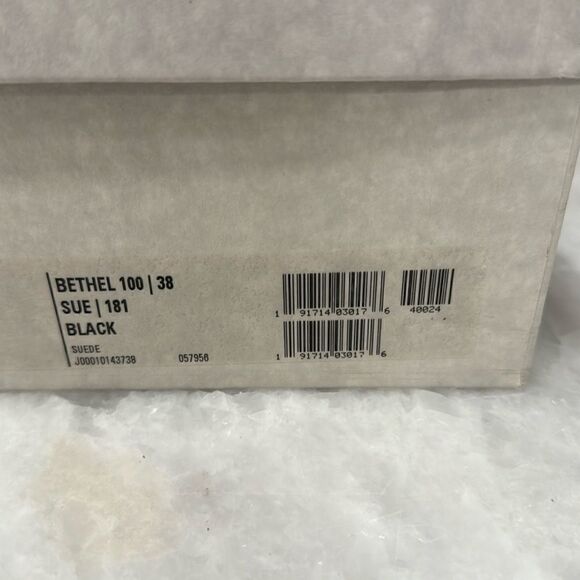 BETHEL 100 | 38
SUE | 181
BLACK
SUEDE
J00010143738 057956
1 91714 03017 6
40024
1 91714 03017 6